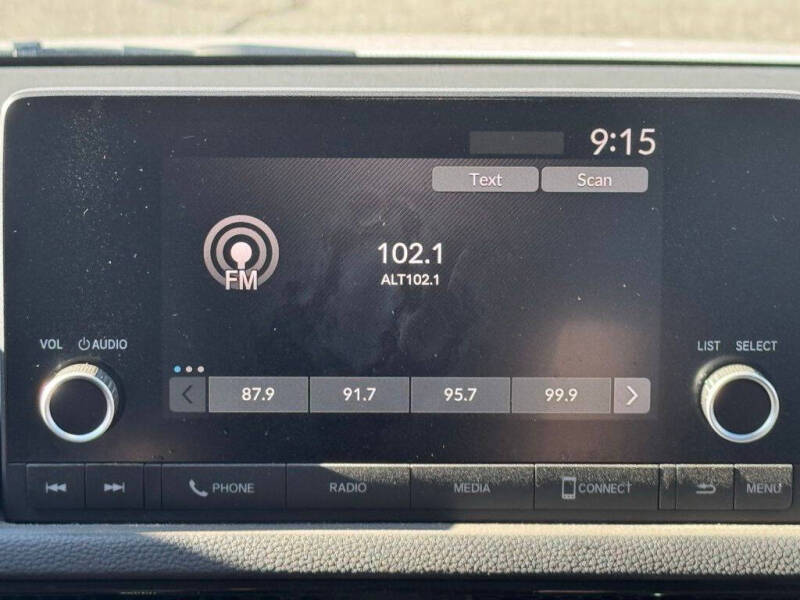 9:15
Text Scan
102.1
FM
ALT102.1
VOL AUDIO
LIST SELECT
87.9 91.7 95.7 99.9
PHONE RADIO MEDIA CONNECT MENU